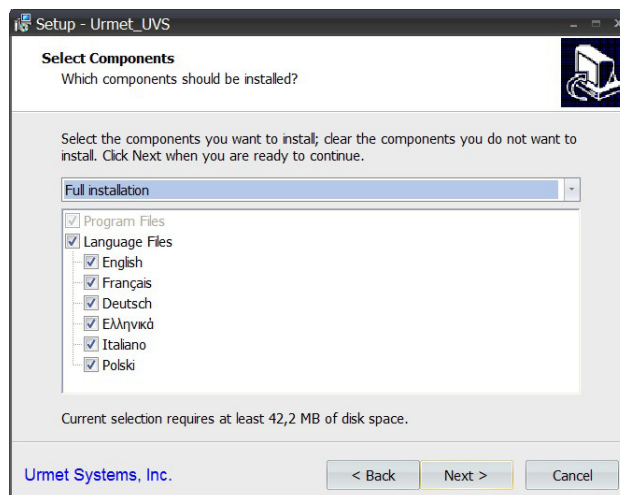 Setup - Urmet_UVS
Select Components
Which components should be installed?
Select the components you want to install; clear the components you do not want to
install. Click Next when you are ready to continue.
Full installation
Program Files
Language Files
English
Français
Deutsch
Ελληνικά
Italiano
Polski
Current selection requires at least 42,2 MB of disk space.
Urmet Systems, Inc.
< Back
Next >
Cancel